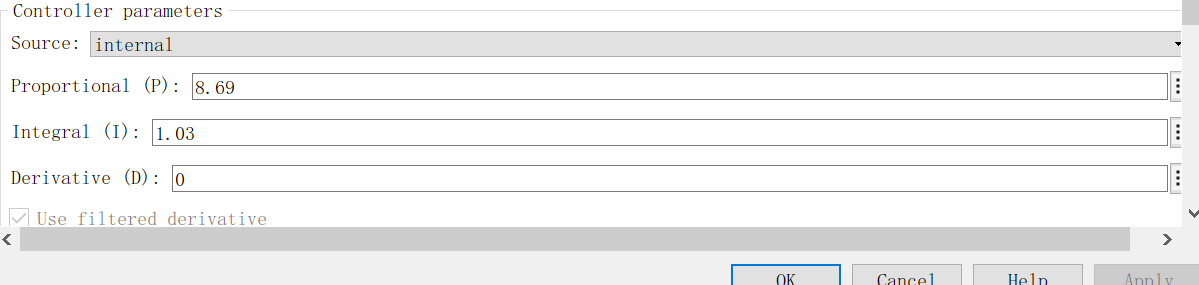 Controller parameters
Source: internal
Proportional (P): 8.69
Integral (I): 1.03
Derivative (D): 0
Use filtered derivative
OK Cancel Help Apply